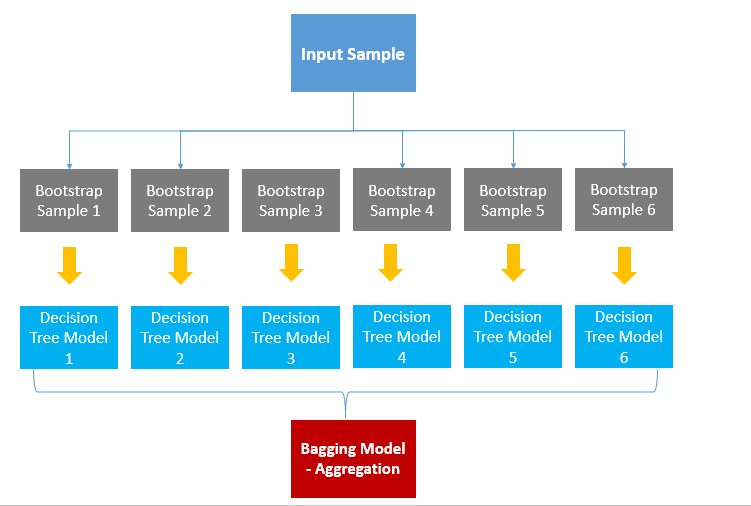 Input Sample
Bootstrap
Sample 1
Bootstrap
Sample 2
Bootstrap
Sample 3
Bootstrap
Sample 4
Bootstrap
Sample 5
Bootstrap
Sample 6
Decision
Tree Model
1
Decision
Tree Model
2
Decision
Tree Model
3
Decision
Tree Model
4
Decision
Tree Model
5
Decision
Tree Model
6
Bagging Model
- Aggregation